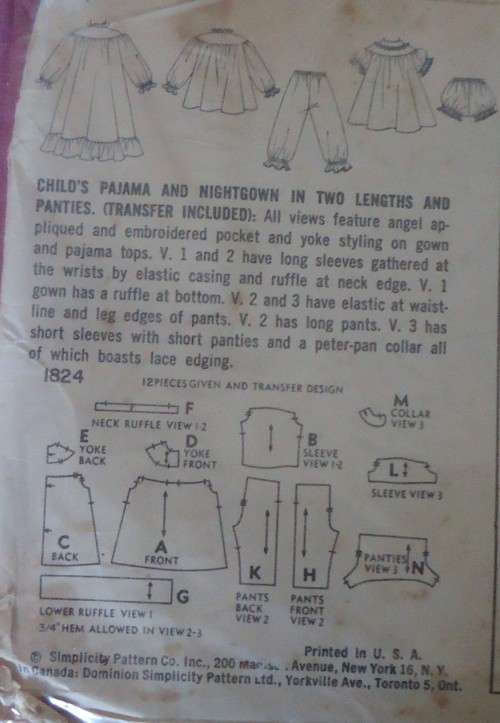 CHILD'S PAJAMA AND NIGHTGOWN IN TWO LENGTHS AND
PANTIES. (TRANSFER INCLUDED): All views feature angel ap-
pliqued and embroidered pocket and yoke styling on gown
and pajama tops. V. 1 and 2 have long sleeves gathered at
the wrists by elastic casing and ruffle at neck edge. V. 1
gown has a ruffle at bottom. V. 2 and 3 have elastic at waist-
line and leg edges of pants. V. 2 has long pants. V. 3 has
short sleeves with short panties and a peter-pan collar all
of which boasts lace edging.
1824
12 PIECES GIVEN AND TRANSFER DESIGN
F
NECK RUFFLE VIEW 1-2
M
COLLAR
VIEW 3
E
YOKE
BACK
D
YOKE
FRONT
B
SLEEVE
VIEW 1-2
L
SLEEVE VIEW 3
C
BACK
A
FRONT
K
PANTS
BACK
VIEW 2
H
PANTS
FRONT
VIEW 2
PANTIES
VIEW 3 N
G
LOWER RUFFLE VIEW 1
3/4" HEM ALLOWED IN VIEW 2-3
Printed in U. S. A.
© Simplicity Pattern Co. Inc., 200 Avenue, New York 16, N. Y.
in Canada: Dominion Simplicity Pattern Ltd., Yorkville Ave., Toronto 5, Ont.